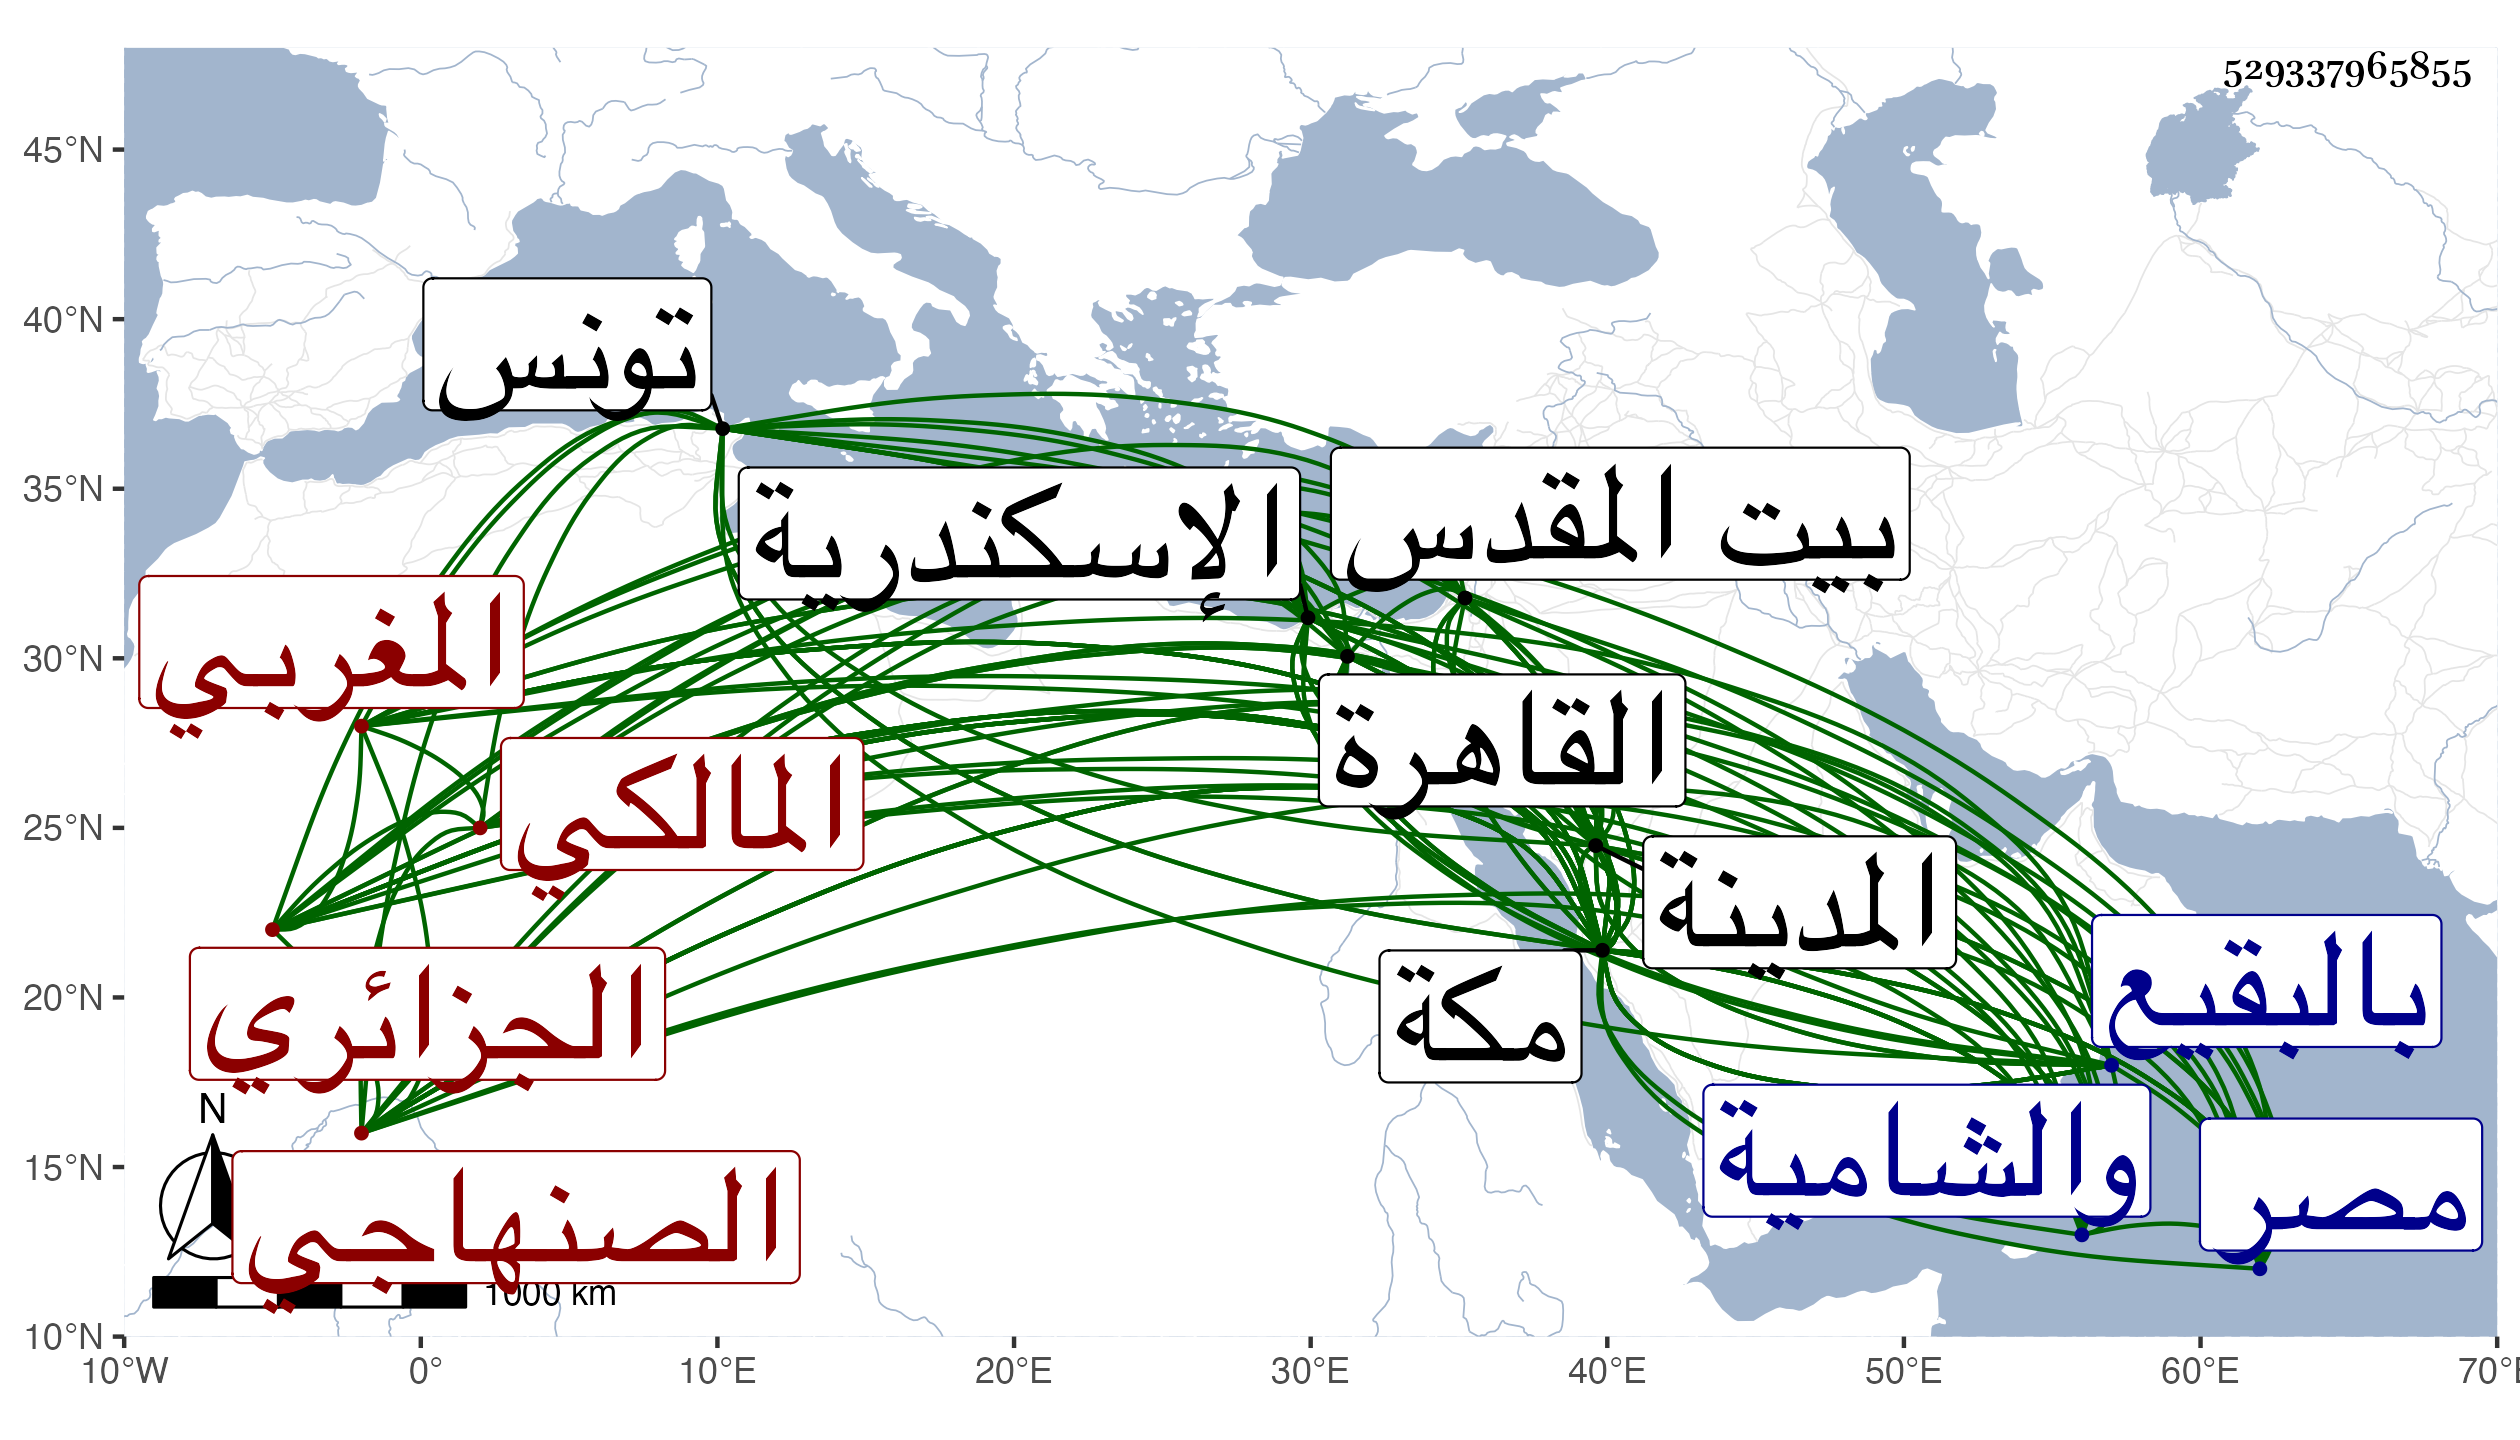 529337965855
45°N
40°N
35°N
30°N
25°N
20°N
15°N
10°N
تونس
بيت المقدس
الإسكندرية
المغربي
القاهرة
المالكي
المدينة
بالبقيع
الجزائري
مكة
والشامية
مصر
N
الصنهاجي
1000 km
10°W 0° 10°E 20°E 30°E 40°E 50°E 60°E 70°E